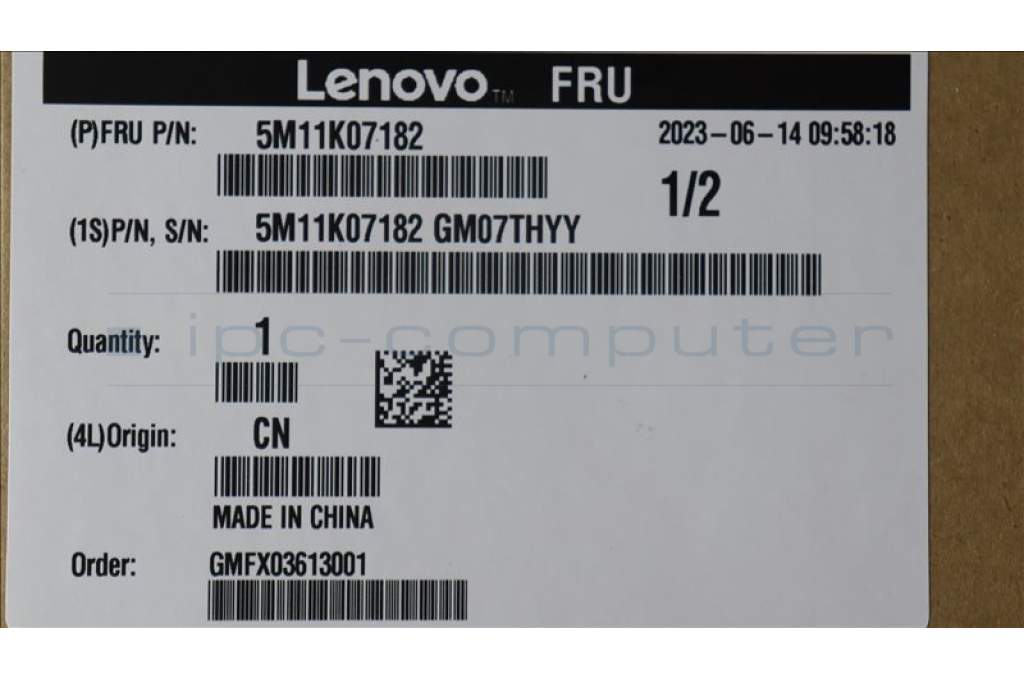 Lenovo™ FRU
(P)FRU P/N: 5M11K07182 2023-06-14 09:58:18
1/2
(1S)P/N, S/N: 5M11K07182 GM07THYY
Quantity: 1
ipc-computer
(4L)Origin: CN
MADE IN CHINA
Order: GMFX03613001